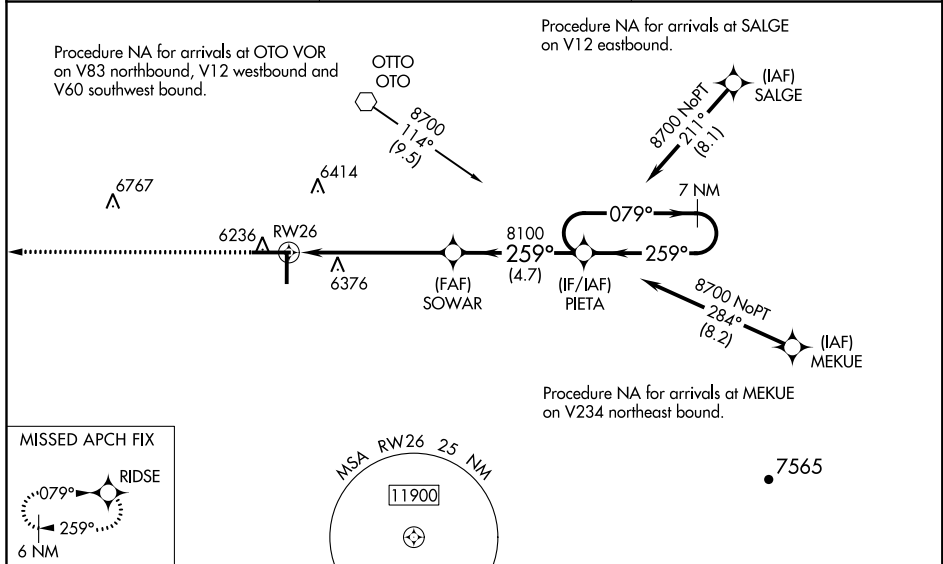 Procedure NA for arrivals at OTO VOR
on V83 northbound, V12 westbound and
V60 southwest bound.
OTTO
OTO
Procedure NA for arrivals at SALGE
on V12 eastbound.
(IAF)
SALGE
8700
114°
(9.5)
8700 NoPT
211°
(8.1)
6767
6414
7 NM
079°
6236
RW26
8100
259°
(4.7)
259°
6376
(FAF)
SOWAR
(IF/IAF)
PIETA
8700 NoPT
284°
(8.2)
(IAF)
MEKUE
Procedure NA for arrivals at MEKUE
on V234 northeast bound.
MISSED APCH FIX
RIDSE
079°
259°
6 NM
MSA RW26 25 NM
11900
7565